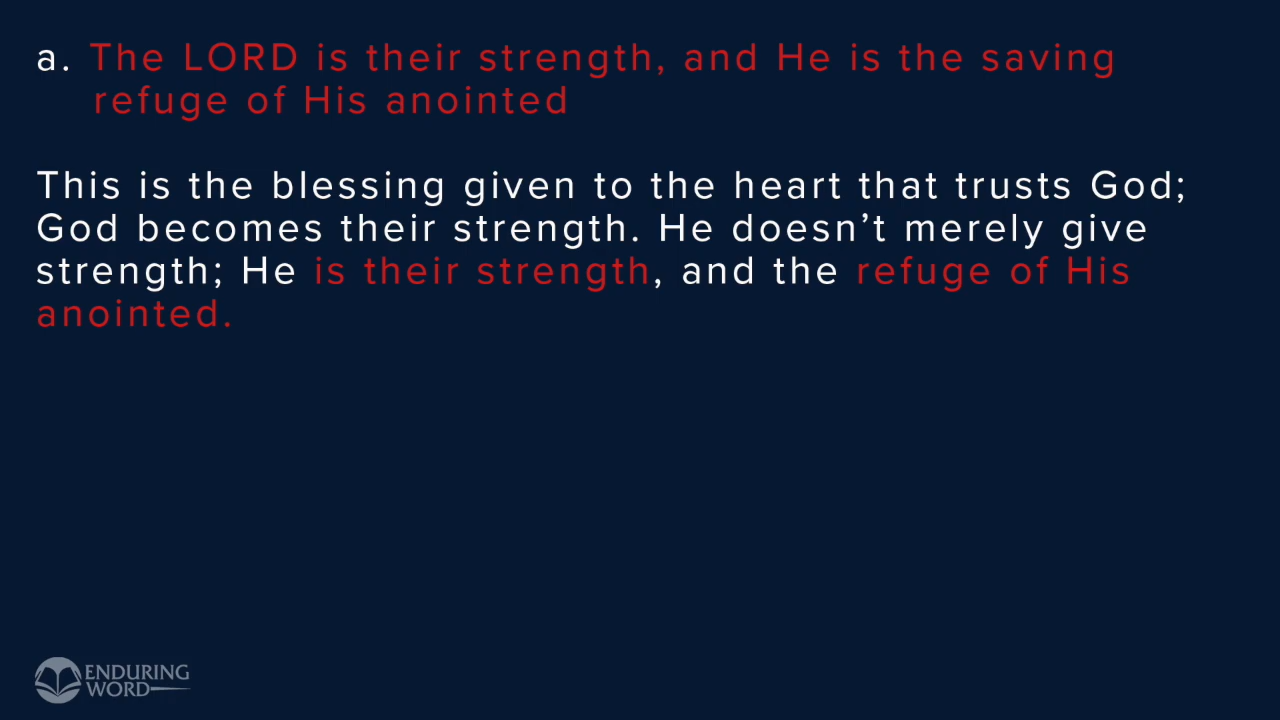 a. The LORD is their strength, and He is the saving
refuge of His anointed
This is the blessing given to the heart that trusts God;
God becomes their strength. He doesn’t merely give
strength; He is their strength, and the refuge of His
anointed.
ENDURING
WORD